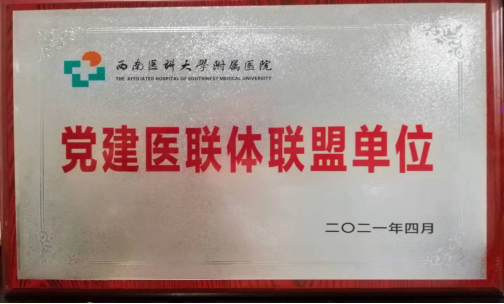 西南医科大學附属医院
THE AFFILIATED HOSPITAL OF SOUTHWEST MEDICAL UNIVERSITY
党建医联体联盟单位
二〇二一年四月